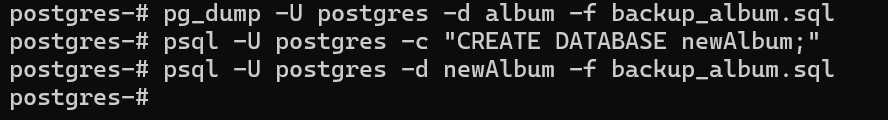 postgres-# pg_dump -U postgres -d album -f backup_album.sql
postgres-# psql -U postgres -c "CREATE DATABASE newAlbum;"
postgres-# psql -U postgres -d newAlbum -f backup_album.sql
postgres-#